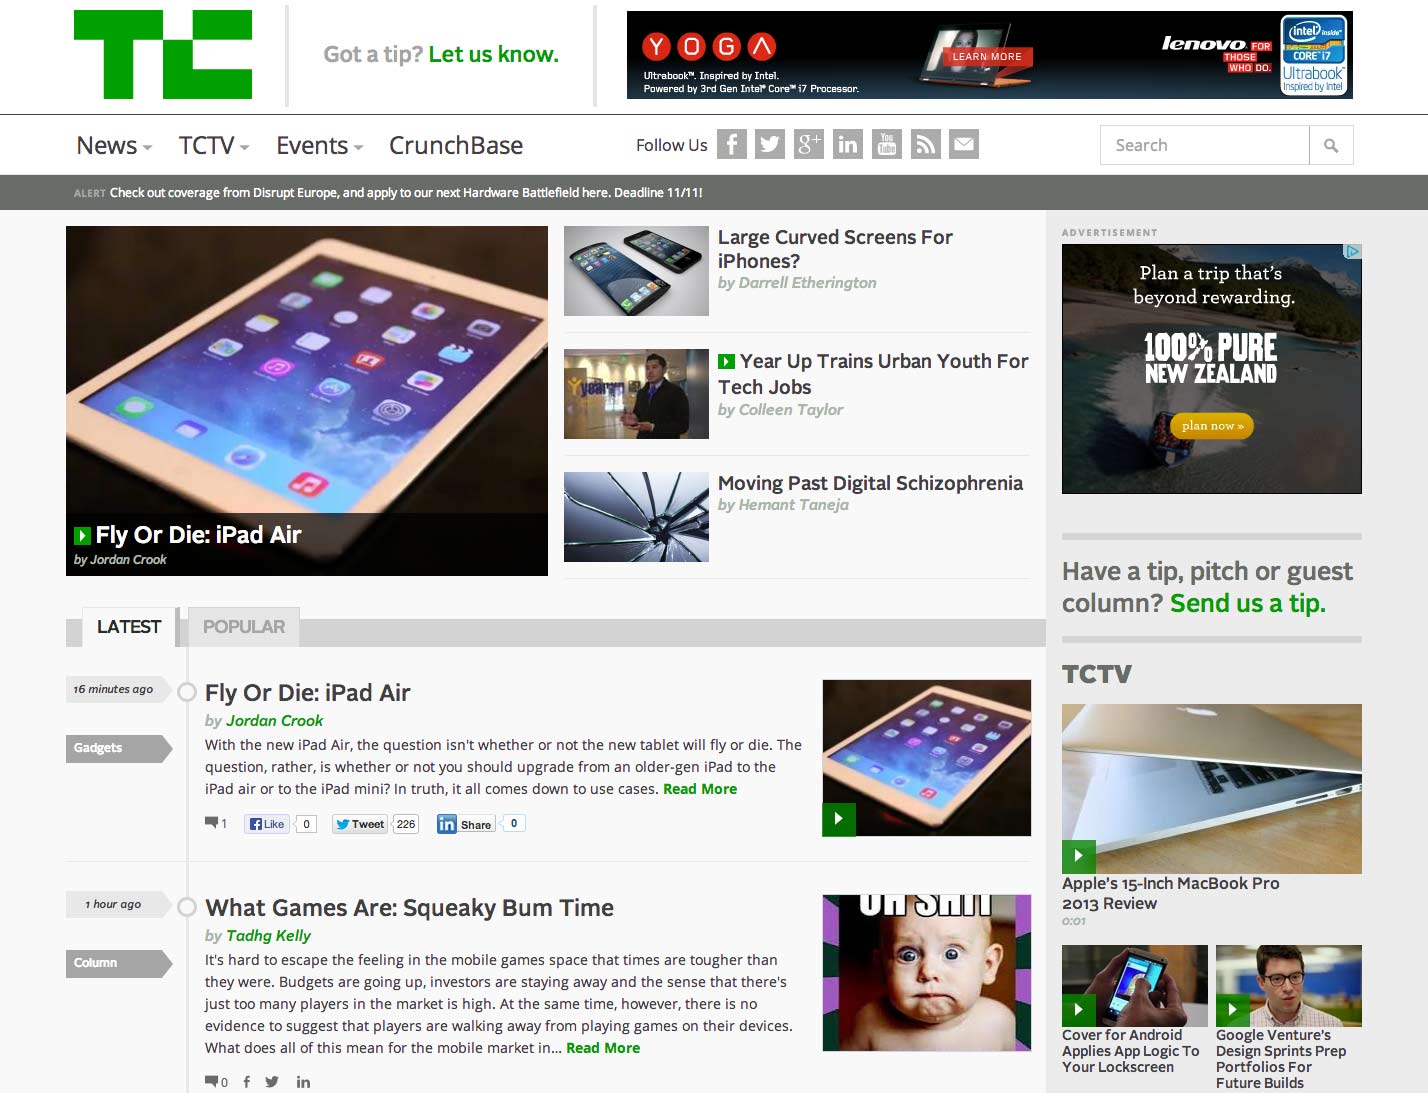 TC
Got a tip? Let us know.
YOGA
Ultrabook™. Inspired by Intel.
Powered by 3rd Gen Intel® Core™ i7 Processor.
LEARN MORE
lenovo FOR
THOSE
WHO DO.
intel inside™
CORE™ i7
Ultrabook™
Inspired by Intel
News
TCTV
Events
CrunchBase
Follow Us
f
g+
in
You
Tube
Search
ALERT Check out coverage from Disrupt Europe, and apply to our next Hardware Battlefield here. Deadline 11/11!
Fly Or Die: iPad Air
by Jordan Crook
Large Curved Screens For
iPhones?
by Darrell Etherington
year up
Year Up Trains Urban Youth For
Tech Jobs
by Colleen Taylor
Moving Past Digital Schizophrenia
by Hemant Taneja
ADVERTISEMENT
Plan a trip that's
beyond rewarding.
100% PURE
NEW ZEALAND
plan now »
Have a tip, pitch or guest
column? Send us a tip.
LATEST
POPULAR
16 minutes ago
Gadgets
Fly Or Die: iPad Air
by Jordan Crook
With the new iPad Air, the question isn't whether or not the new tablet will fly or die. The
question, rather, is whether or not you should upgrade from an older-gen iPad to the
iPad air or to the iPad mini? In truth, it all comes down to use cases. Read More
1
f Like 0
Tweet 226
in Share 0
1 hour ago
Column
What Games Are: Squeaky Bum Time
by Tadhg Kelly
It's hard to escape the feeling in the mobile games space that times are tougher than
they were. Budgets are going up, investors are staying away and the sense that there's
just too many players in the market is high. At the same time, however, there is no
evidence to suggest that players are walking away from playing games on their devices.
What does all of this mean for the mobile market in... Read More
0
f
in
OH SHIT
TCTV
Apple's 15-Inch MacBook Pro
2013 Review
0:01
Cover for Android
Applies App Logic To
Your Lockscreen
Google Venture's
Design Sprints Prep
Portfolios For
Future Builds